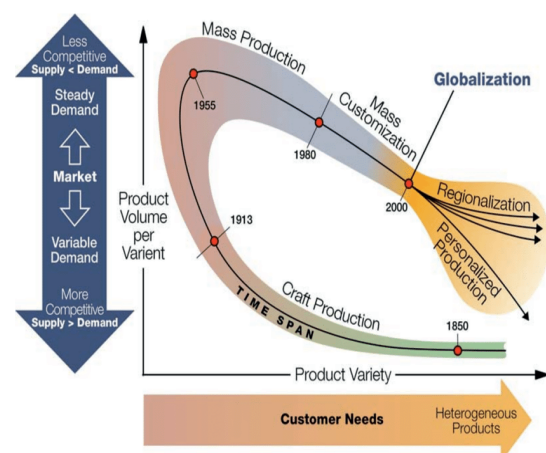 Less
Competitive
Supply < Demand
Steady
Demand
Market
Variable
Demand
More
Competitive
Supply > Demand
Product
Volume
per
Varient
Mass Production
Mass
Customization
Globalization
1955
1980
2000
Regionalization
Personalized
Production
1913
Craft Production
TIME SPAN
1850
Product Variety
Customer Needs
Heterogeneous
Products